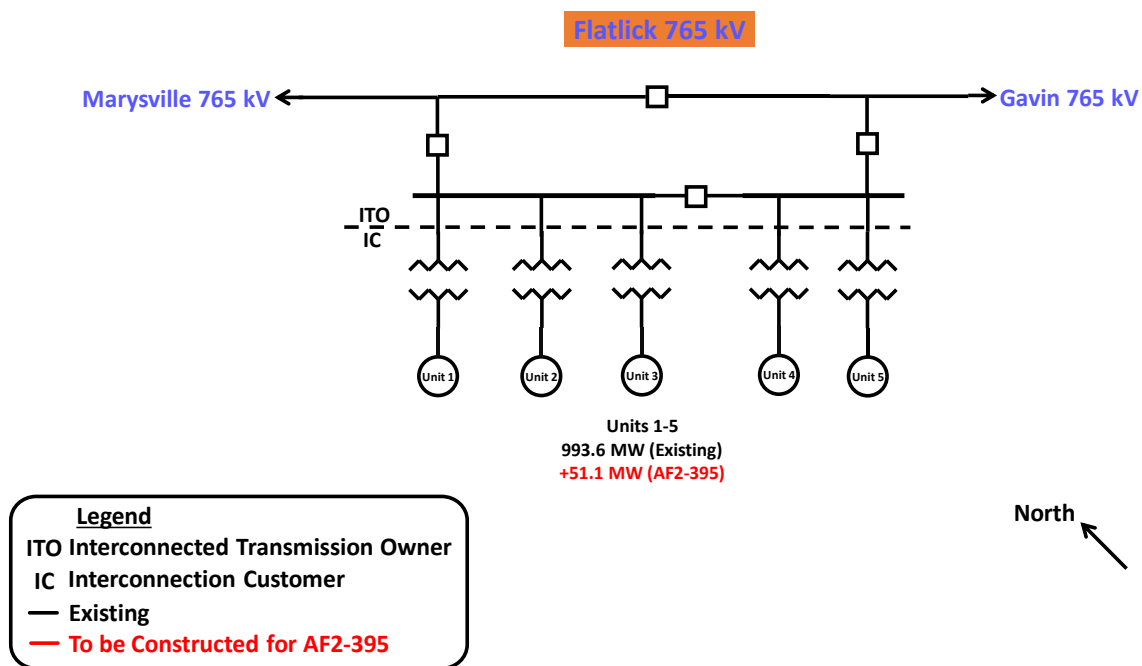 Flatlick 765 kV
Marysville 765 kV
Gavin 765 kV
ITO
IC
Unit 1
Unit 2
Unit 3
Unit 4
Unit 5
Units 1-5
993.6 MW (Existing)
+51.1 MW (AF2-395)
North
Legend
ITO Interconnected Transmission Owner
IC Interconnection Customer
Existing
To be Constructed for AF2-395